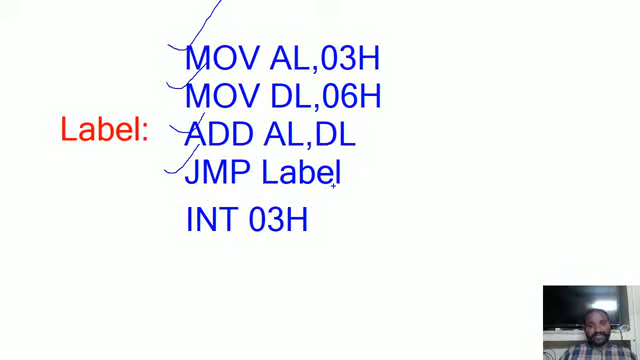 MOV AL,03H
MOV DL,06H
Label: ADD AL,DL
JMP Label
INT 03H